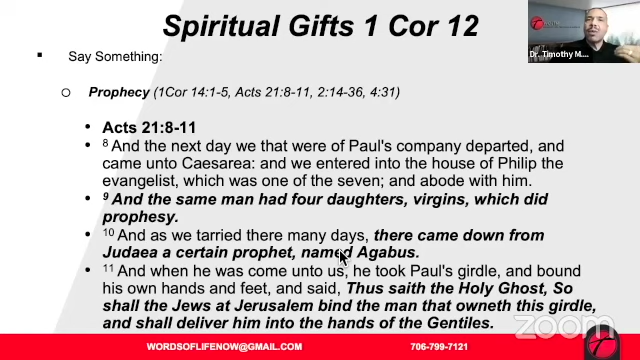 Spiritual Gifts 1 Cor 12
Dr. Timothy M....
▪ Say Something:
o Prophecy (1Cor 14:1-5, Acts 21:8-11, 2:14-36, 4:31)
• Acts 21:8-11
• 8 And the next day we that were of Paul's company departed, and
came unto Caesarea: and we entered into the house of Philip the
evangelist, which was one of the seven; and abode with him.
• 9 And the same man had four daughters, virgins, which did
prophesy.
• 10 And as we tarried there many days, there came down from
Judaea a certain prophet, named Agabus.
• 11 And when he was come unto us, he took Paul's girdle, and bound
his own hands and feet, and said, Thus saith the Holy Ghost, So
shall the Jews at Jerusalem bind the man that owneth this girdle,
and shall deliver him into the hands of the Gentiles.
zoom
WORDSOFLIFENOW@GMAIL.COM 706-799-7121